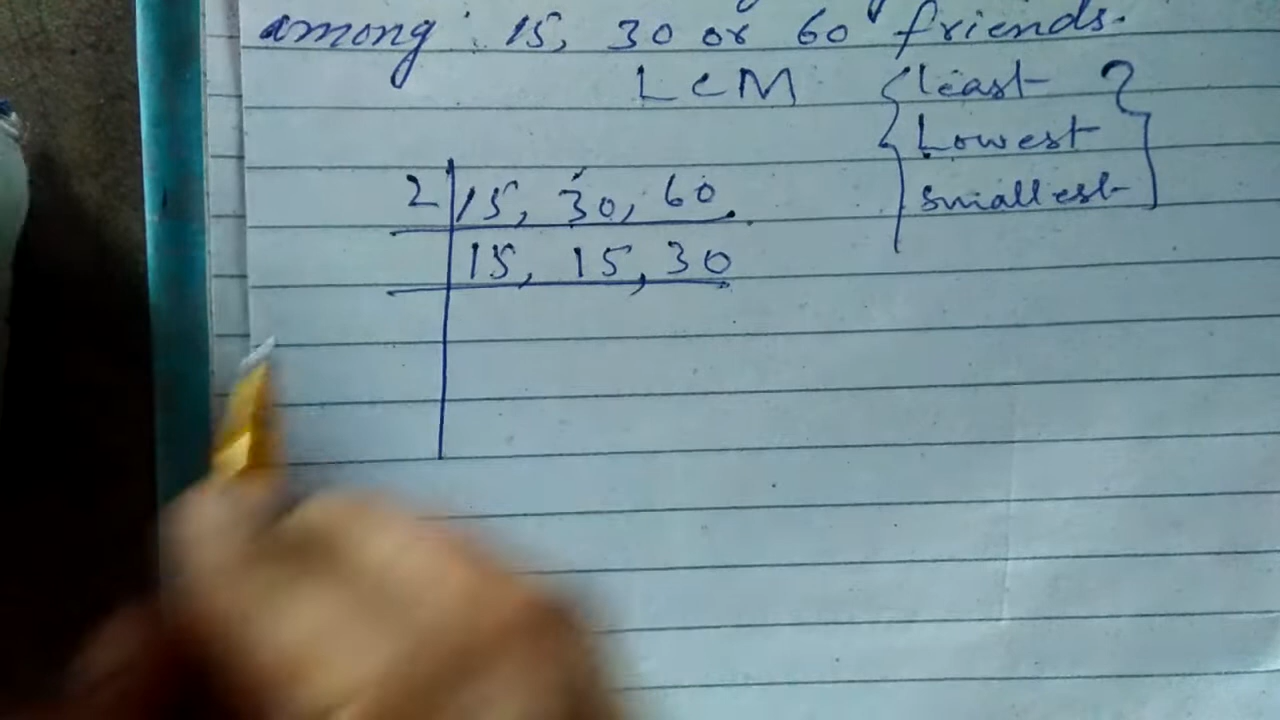 among : 15, 30 or 60 friends.
LCM
{ least }
Lowest
smallest
2 | 15, 30, 60
15, 15, 30